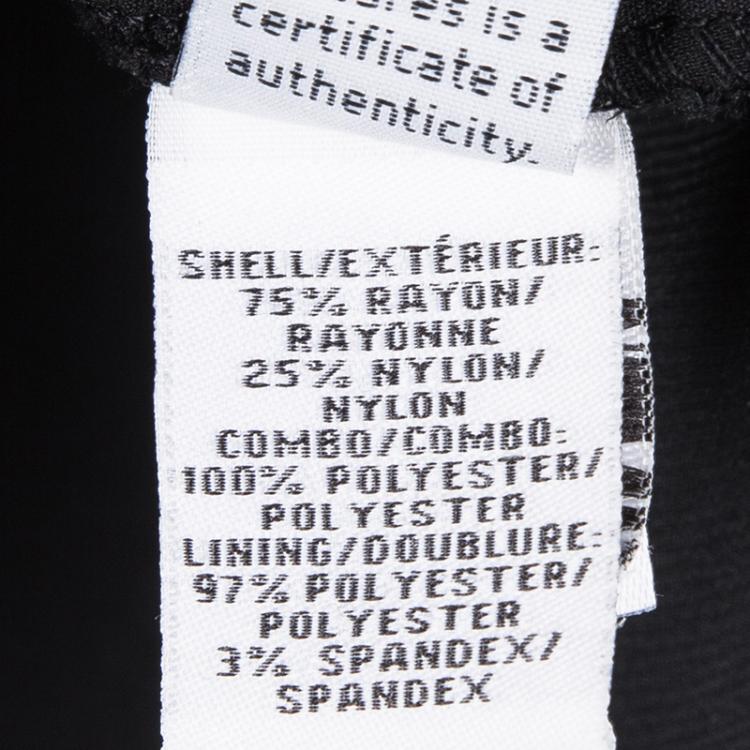 is a
certificate of
authenticity.
SHELL/EXTÉRIEUR:
75% RAYON/
RAYONNE
25% NYLON/
NYLON
COMBO/COMBO:
100% POLYESTER/
POLYESTER
LINING/DOUBLURE:
97% POLYESTER/
POLYESTER
3% SPANDEX/
SPANDEX